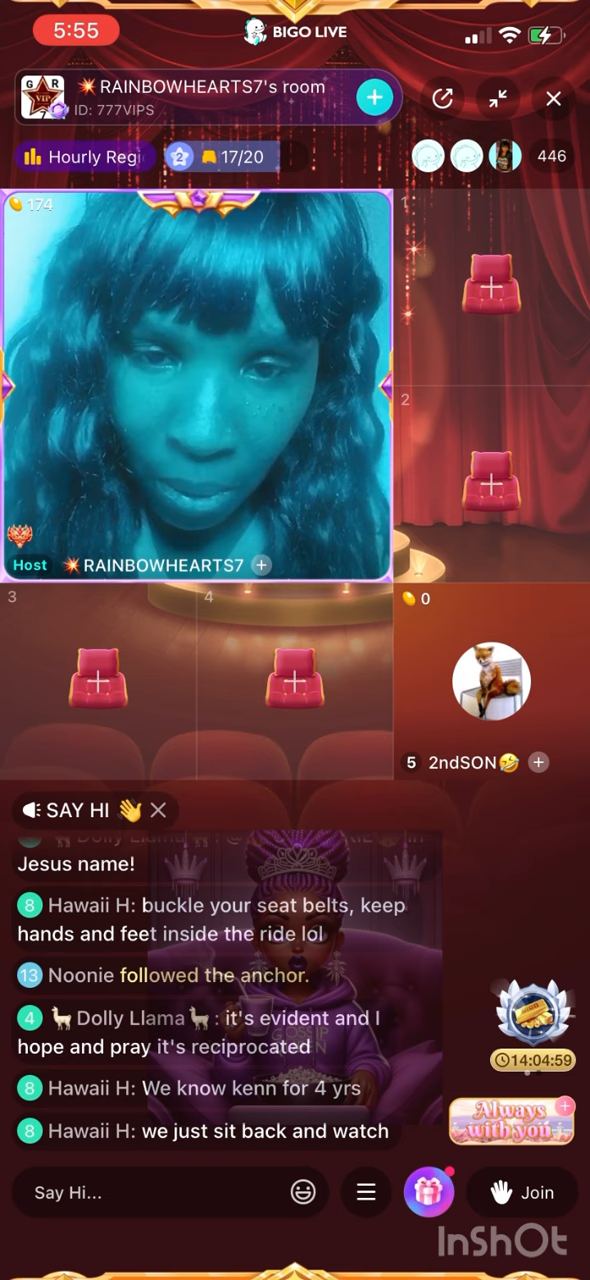 5:55
BIGO LIVE
G R
VIP
💥RAINBOWHEARTS7's room
ID: 777VIPS
Hourly Regi
2 17/20
446
174
1
2
Host 💥RAINBOWHEARTS7 +
3
4
0
5 2ndSON🤣 +
SAY HI 👋 ×
Dolly Llama
Jesus name!
8 Hawaii H: buckle your seat belts, keep
hands and feet inside the ride lol
13 Noonie followed the anchor.
4 🦙Dolly Llama🦙 : it's evident and I
hope and pray it's reciprocated
8 Hawaii H: We know kenn for 4 yrs
8 Hawaii H: we just sit back and watch
GOSSIP
14:04:59
Always
with you
Say Hi...
Join
InShOt